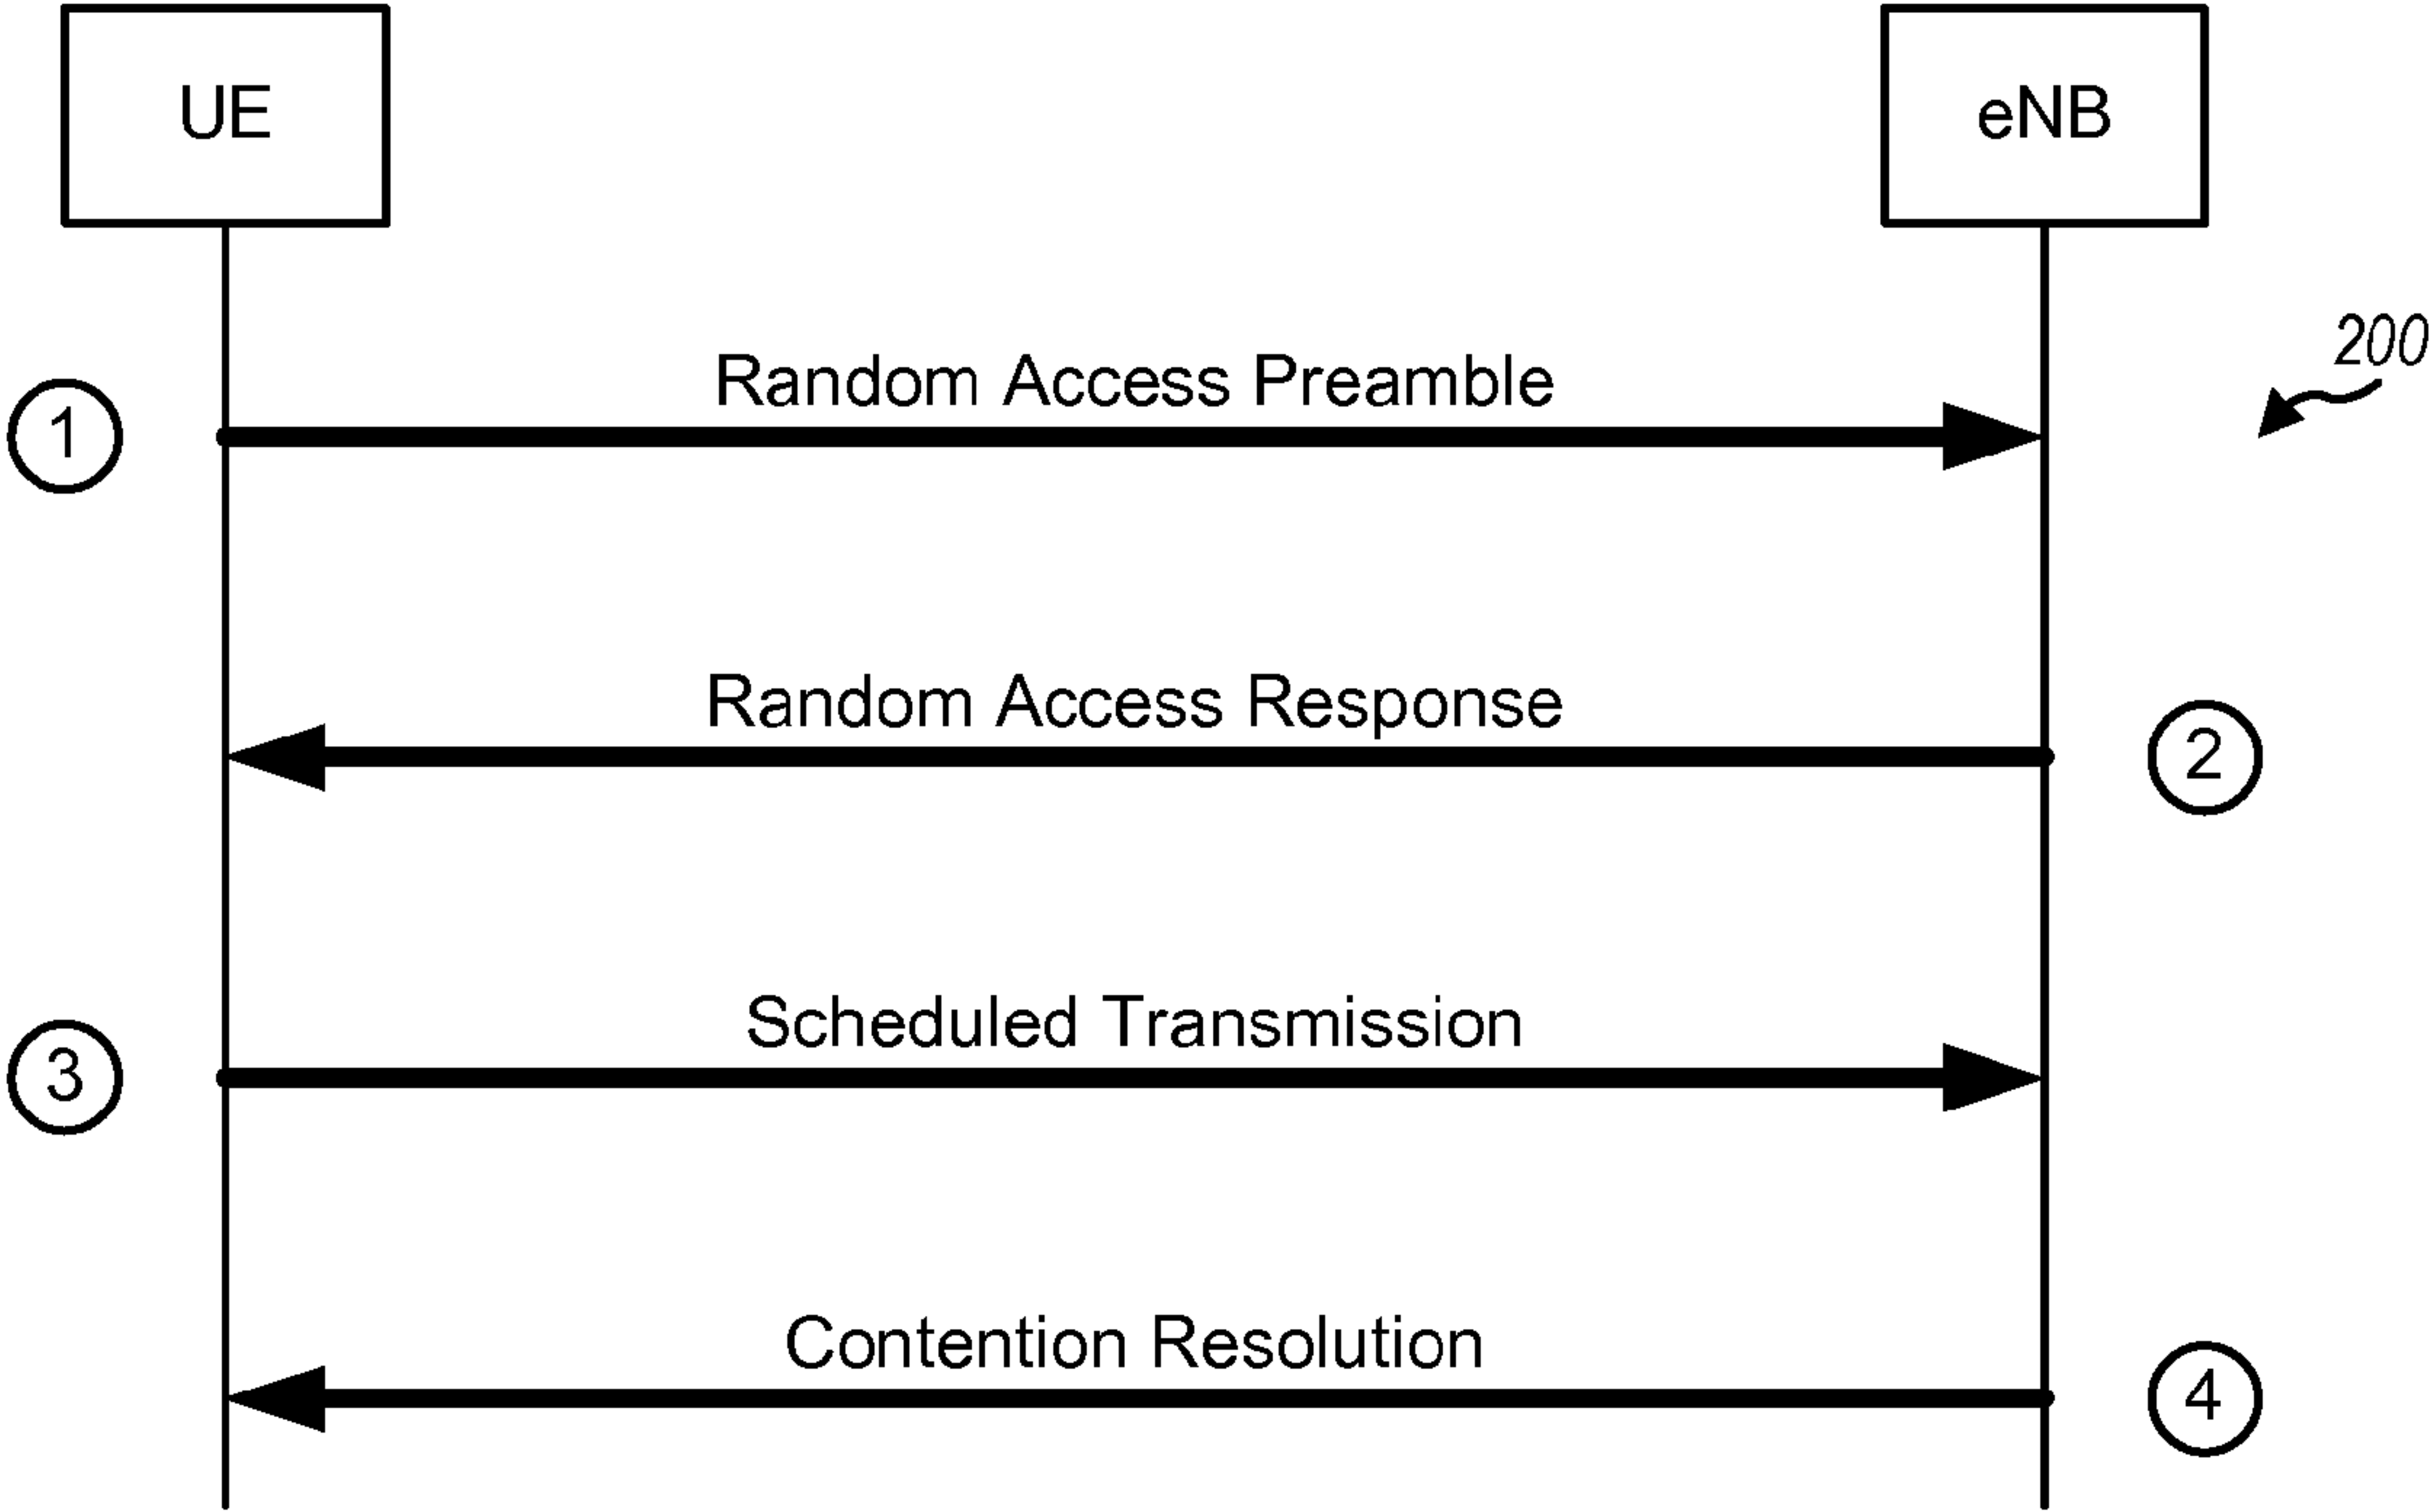 UE
eNB
200
Random Access Preamble
1
Random Access Response
2
Scheduled Transmission
3
Contention Resolution
4